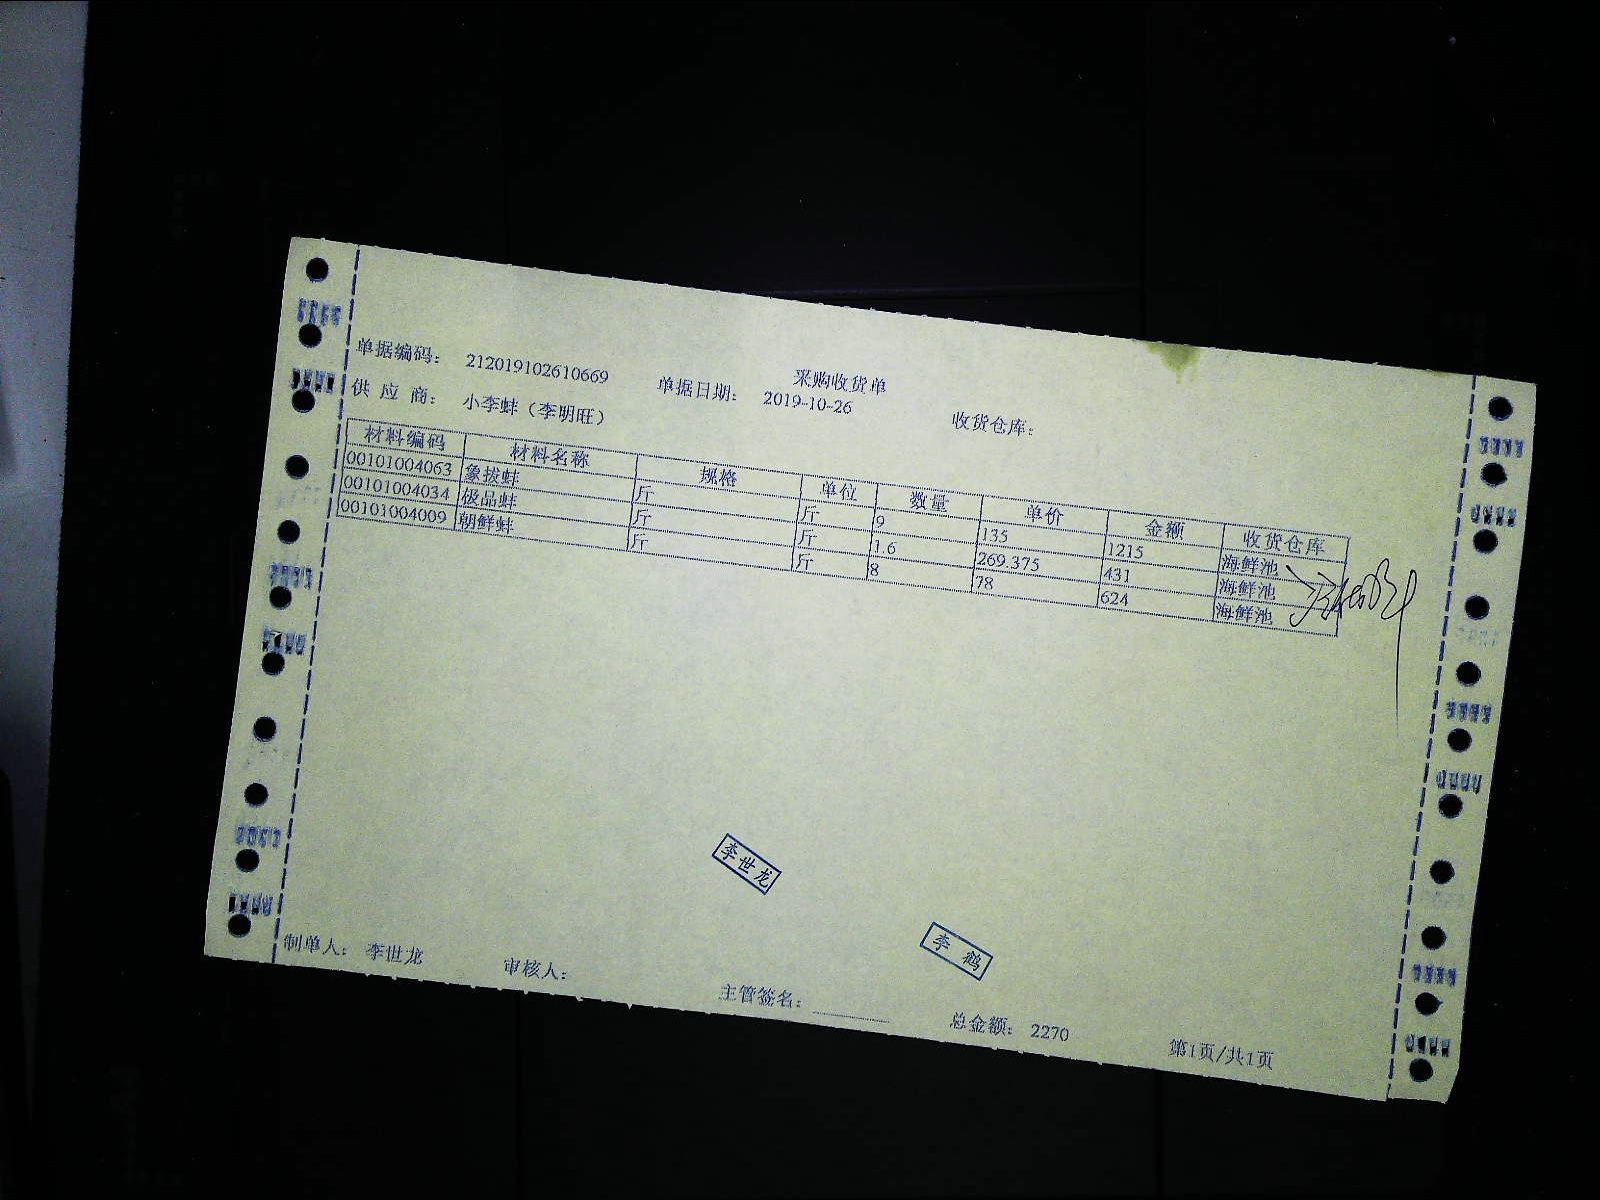 采购收货单
单据编码： 212019102610669 单据日期： 2019-10-26 收货仓库：
供 应 商： 小李蚌（李明旺）
材料编码 材料名称 规格 单位 数量 单价 金额 收货仓库
00101004063 象拔蚌 斤 斤 9 135 1215 海鲜池
00101004034 极品蚌 斤 斤 1.6 269.375 431 海鲜池
00101004009 朝鲜蚌 斤 斤 8 78 624 海鲜池
李世龙
李鹤
制单人： 李世龙 审核人： 主管签名： 总金额： 2270 第1页/共1页